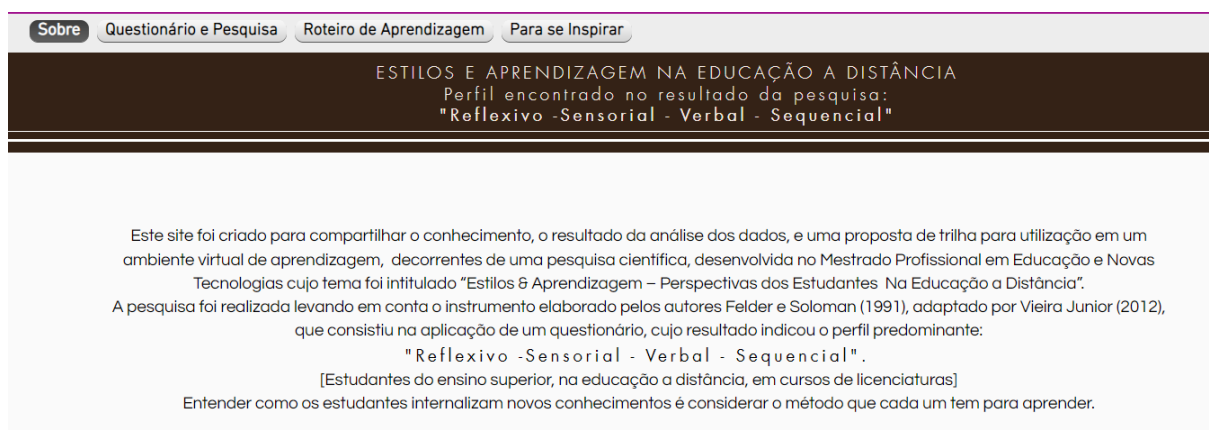 Sobre Questionário e Pesquisa Roteiro de Aprendizagem Para se Inspirar
ESTILOS E APRENDIZAGEM NA EDUCAÇÃO A DISTÂNCIA
Perfil encontrado no resultado da pesquisa:
"Reflexivo -Sensorial - Verbal - Sequencial"
Este site foi criado para compartilhar o conhecimento, o resultado da análise dos dados, e uma proposta de trilha para utilização em um
ambiente virtual de aprendizagem, decorrentes de uma pesquisa científica, desenvolvida no Mestrado Profissional em Educação e Novas
Tecnologias cujo tema foi intitulado “Estilos & Aprendizagem – Perspectivas dos Estudantes Na Educação a Distância”.
A pesquisa foi realizada levando em conta o instrumento elaborado pelos autores Felder e Soloman (1991), adaptado por Vieira Junior (2012),
que consistiu na aplicação de um questionário, cujo resultado indicou o perfil predominante:
"Reflexivo -Sensorial - Verbal - Sequencial".
[Estudantes do ensino superior, na educação a distância, em cursos de licenciaturas]
Entender como os estudantes internalizam novos conhecimentos é considerar o método que cada um tem para aprender.